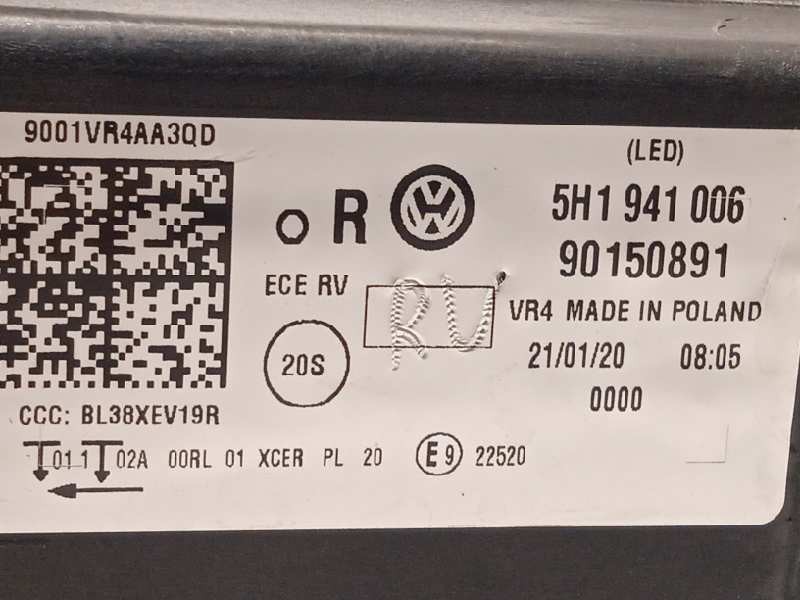 9001VR4AA3QD
(LED)
o R
5H1 941 006
90150891
ECE RV
RV
VR4 MADE IN POLAND
20S
21/01/20 08:05
0000
CCC: BL38XEV19R
01 1 02A 00RL 01 XCER PL 20 E9 22520